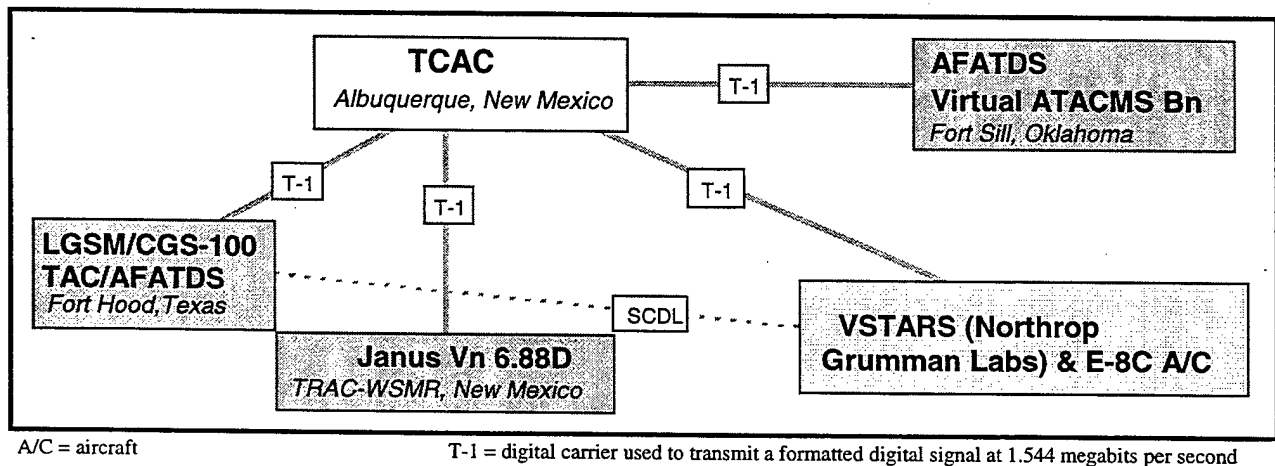 TCAC
Albuquerque, New Mexico
T-1
AFATDS
Virtual ATACMS Bn
Fort Sill, Oklahoma
T-1
T-1
T-1
LGSM/CGS-100
TAC/AFATDS
Fort Hood,Texas
SCDL
VSTARS (Northrop
Grumman Labs) & E-8C A/C
Janus Vn 6.88D
TRAC-WSMR, New Mexico
A/C = aircraft
T-1 = digital carrier used to transmit a formatted digital signal at 1.544 megabits per second